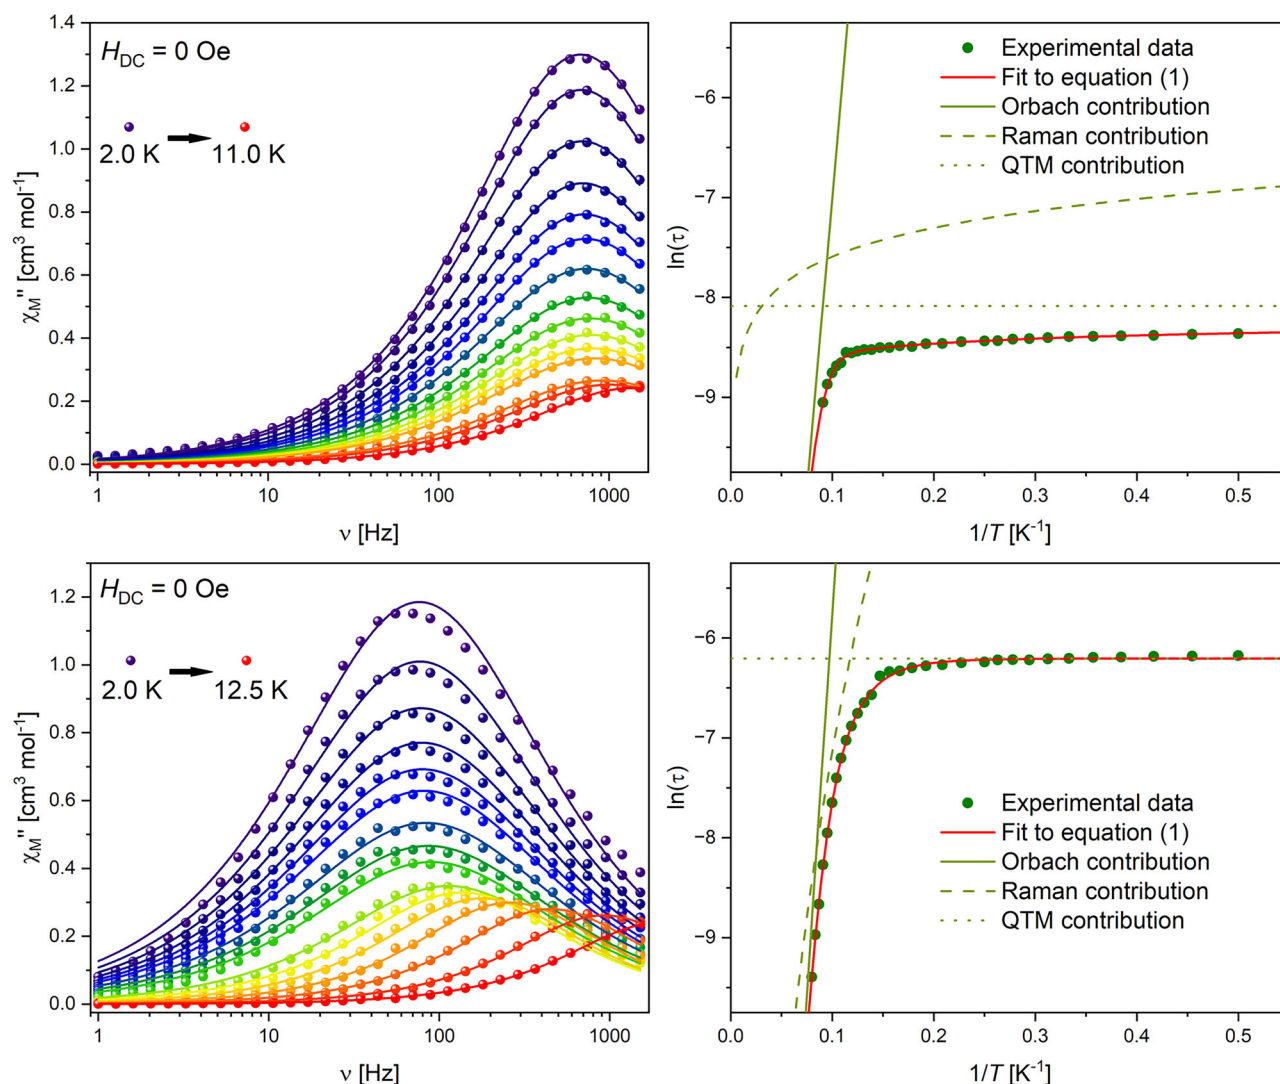 H_DC = 0 Oe
2.0 K
11.0 K
1.4
1.2
1.0
0.8
0.6
0.4
0.2
0.0
χ_M'' [cm³ mol⁻¹]
1
10
100
1000
ν [Hz]
Experimental data
Fit to equation (1)
Orbach contribution
Raman contribution
QTM contribution
−6
−7
−8
−9
ln(τ)
0.0
0.1
0.2
0.3
0.4
0.5
1/T [K⁻¹]
H_DC = 0 Oe
2.0 K
12.5 K
1.2
1.0
0.8
0.6
0.4
0.2
0.0
χ_M'' [cm³ mol⁻¹]
1
10
100
1000
ν [Hz]
−6
−7
−8
−9
ln(τ)
Experimental data
Fit to equation (1)
Orbach contribution
Raman contribution
QTM contribution
0.0
0.1
0.2
0.3
0.4
0.5
1/T [K⁻¹]